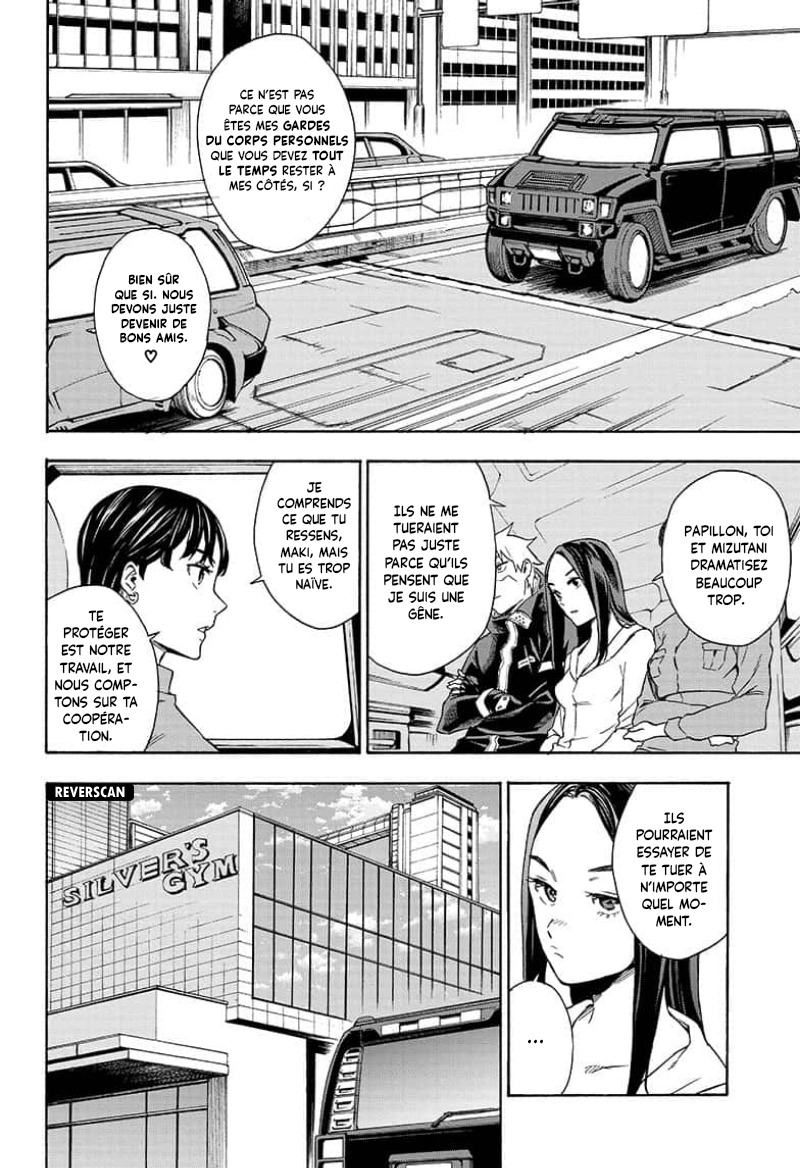 CE N'EST PAS
PARCE QUE VOUS
ÊTES MES GARDES
DU CORPS PERSONNELS
QUE VOUS DEVEZ TOUT
LE TEMPS RESTER À
MES CÔTÉS, SI ?
BIEN SÛR
QUE SI. NOUS
DEVONS JUSTE
DEVENIR DE
BONS AMIS.
♡
PAPILLON, TOI
ET MIZUTANI
DRAMATISEZ
BEAUCOUP
TROP.
ILS NE ME
TUERAIENT
PAS JUSTE
PARCE QU'ILS
PENSENT QUE
JE SUIS UNE
GÊNE.
JE
COMPRENDS
CE QUE TU
RESSENS,
MAKI, MAIS
TU ES TROP
NAÏVE.
TE
PROTÉGER
EST NOTRE
TRAVAIL, ET
NOUS COMP-
TONS SUR TA
COOPÉRA-
TION.
ILS
POURRAIENT
ESSAYER DE
TE TUER À
N'IMPORTE
QUEL MO-
MENT.
...
REVERSCAN
SILVER'S
GYM